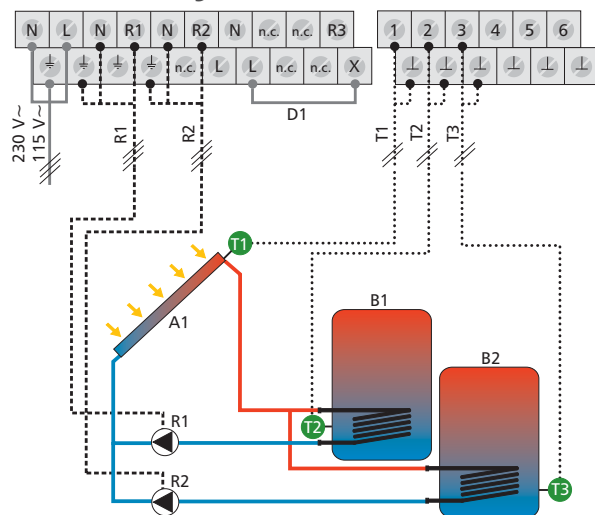 N L N R1 N R2 N n.c. n.c. R3
n.c. L L n.c. n.c. X
1 2 3 4 5 6
D1
230 V~
115 V~
R1
R2
T1
T2
T3
T1
A1
B1
B2
R1
T2
R2
T3